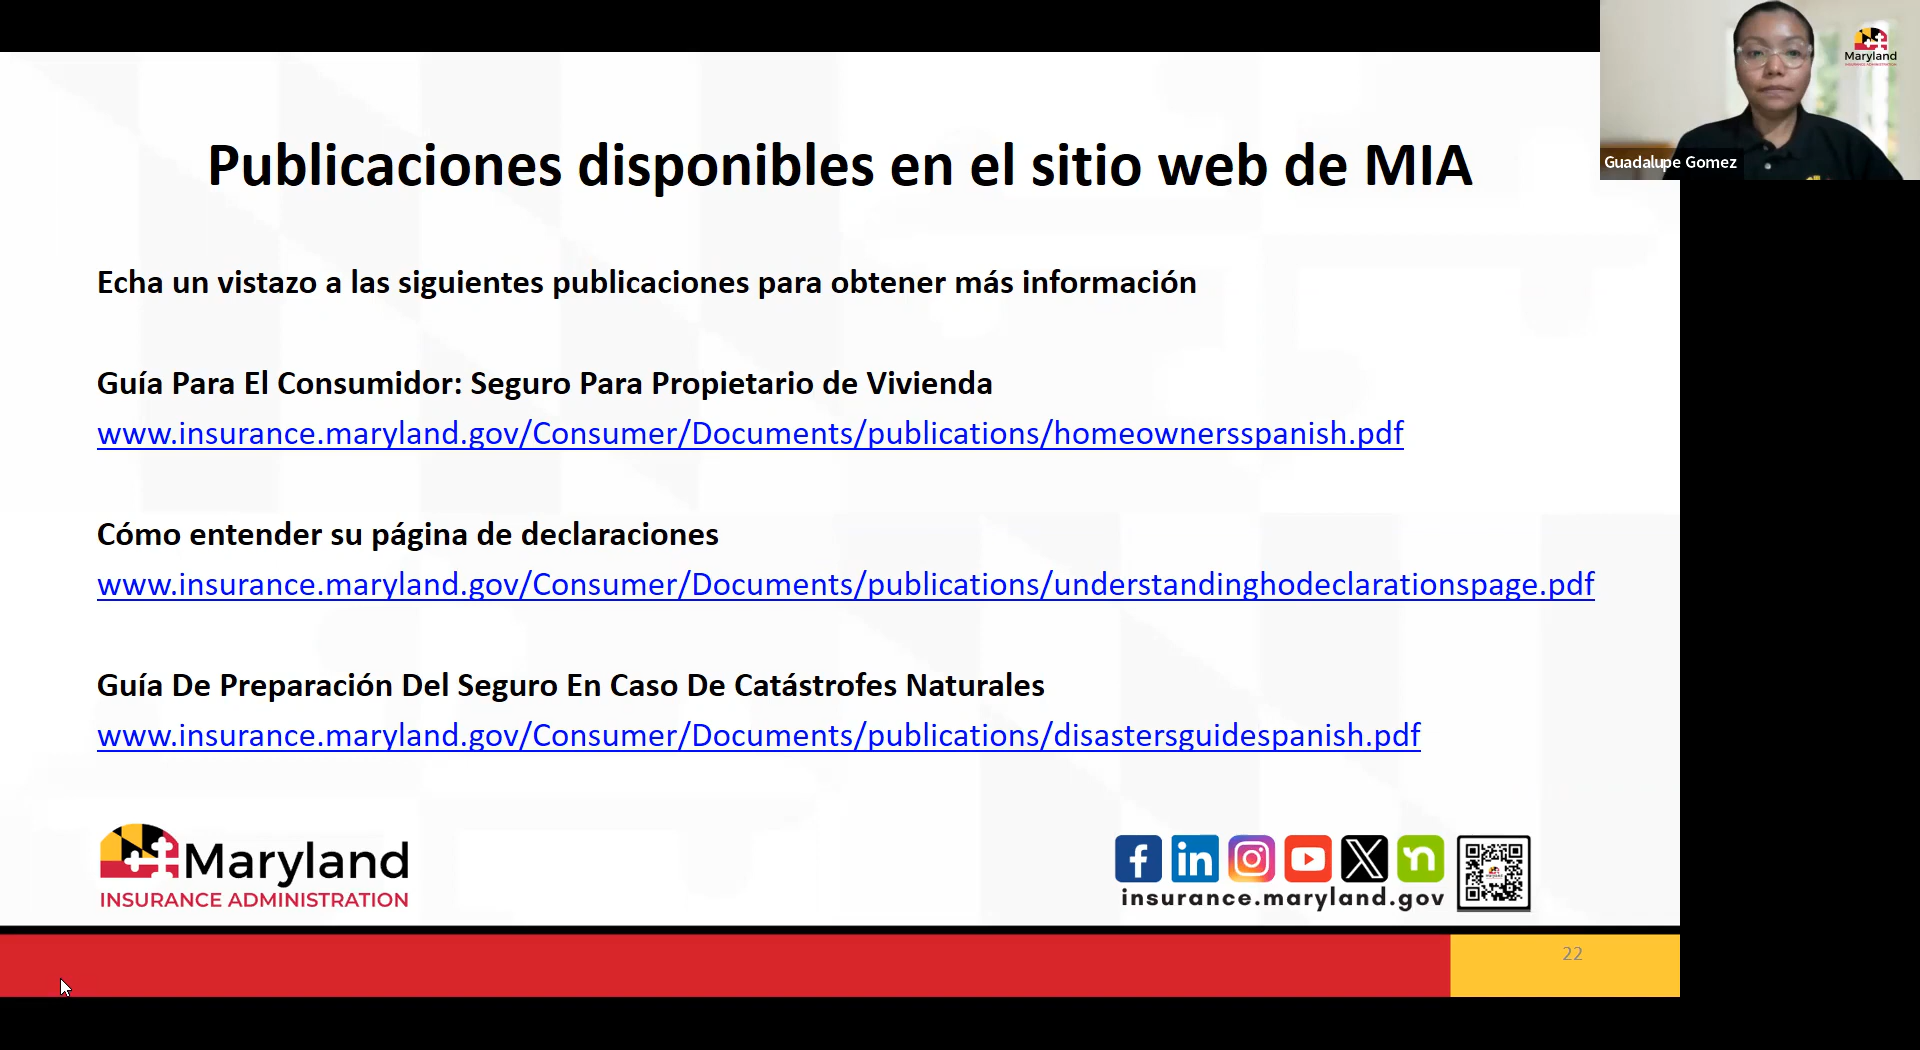 Publicaciones disponibles en el sitio web de MIA
Echa un vistazo a las siguientes publicaciones para obtener más información
Guía Para El Consumidor: Seguro Para Propietario de Vivienda
www.insurance.maryland.gov/Consumer/Documents/publications/homeownersspanish.pdf
Cómo entender su página de declaraciones
www.insurance.maryland.gov/Consumer/Documents/publications/understandinghodeclarationspage.pdf
Guía De Preparación Del Seguro En Caso De Catástrofes Naturales
www.insurance.maryland.gov/Consumer/Documents/publications/disastersguidespanish.pdf
Maryland
INSURANCE ADMINISTRATION
insurance.maryland.gov
22
Maryland
INSURANCE ADMINISTRATION
Guadalupe Gomez